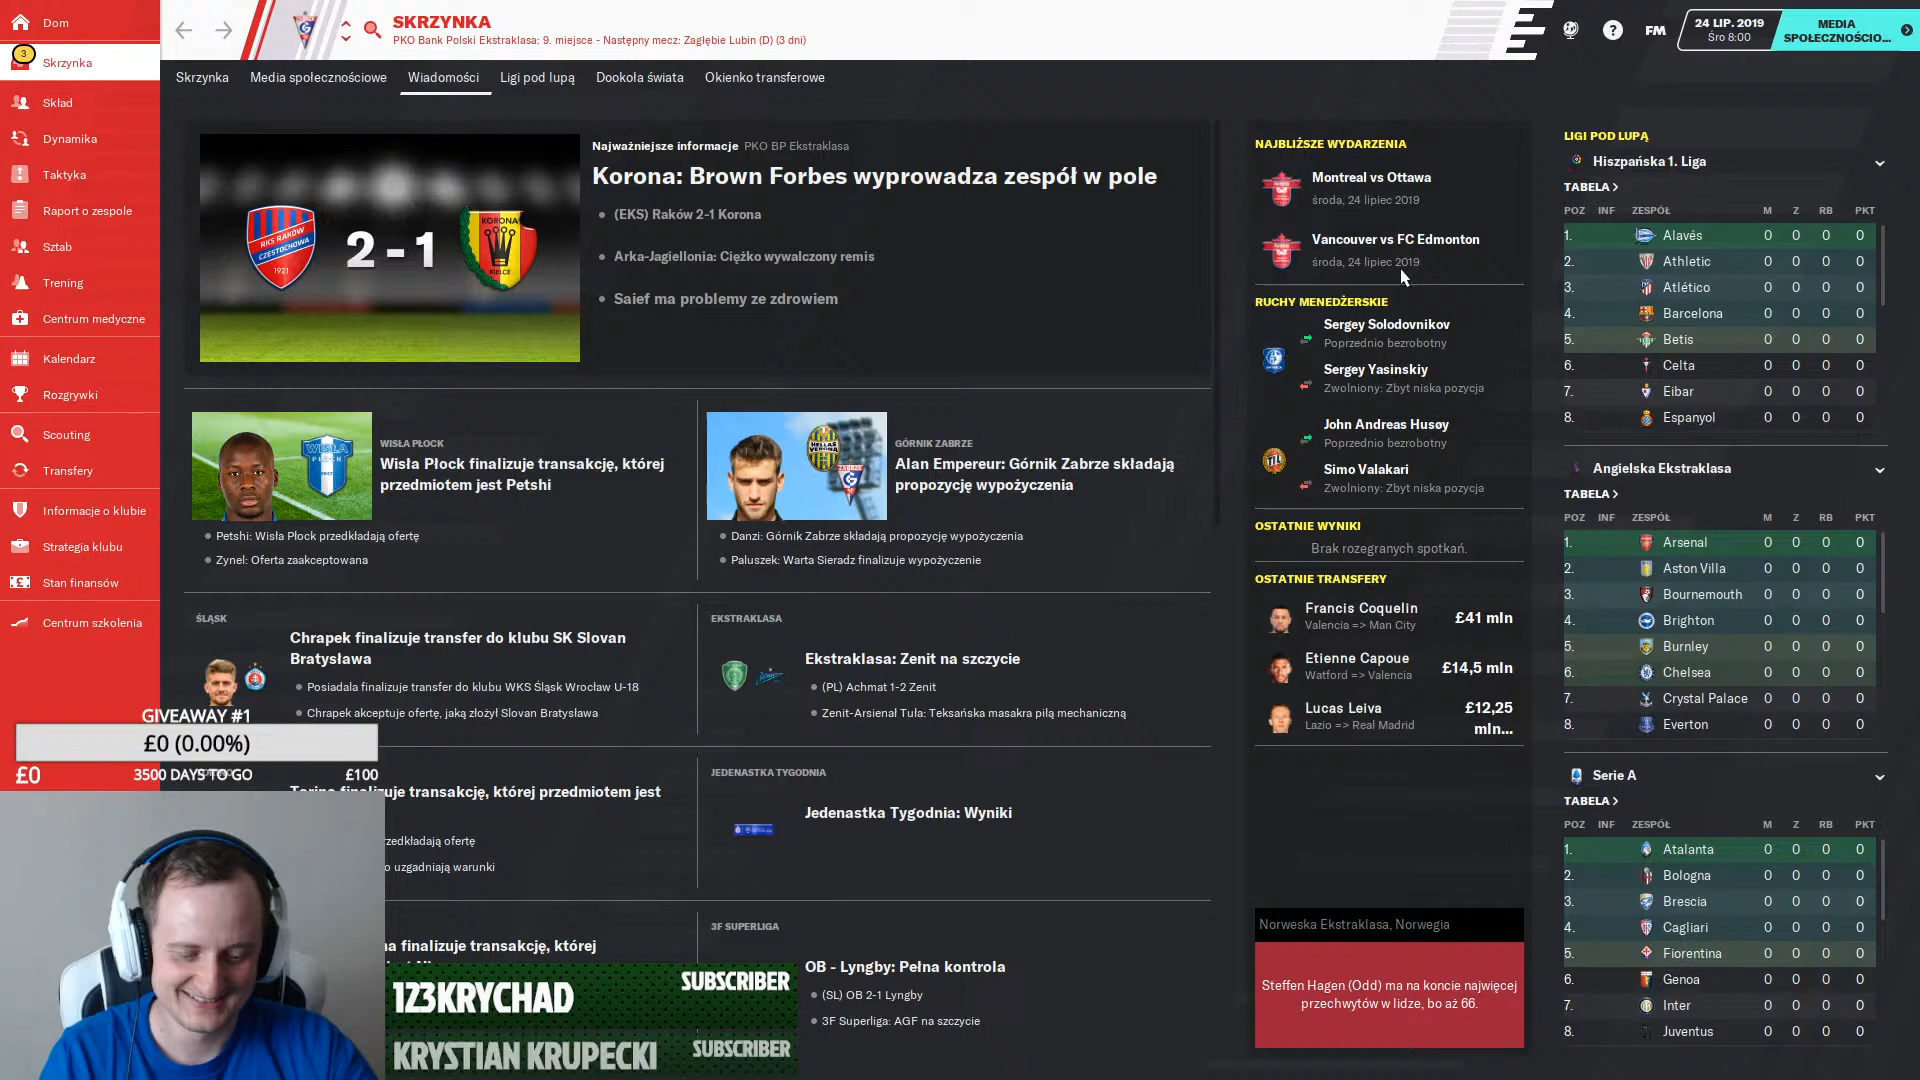 Dom
3
Skrzynka
Skład
Dynamika
Taktyka
Raport o zespole
Sztab
Trening
Centrum medyczne
Kalendarz
Rozgrywki
Scouting
Transfery
Informacje o klubie
Strategia klubu
Stan finansów
Centrum szkolenia
SKRZYNKA
PKO Bank Polski Ekstraklasa: 9. miejsce - Następny mecz: Zagłębie Lubin (D) (3 dni)
?
FM
24 LIP. 2019
Śro 8:00
MEDIA
SPOŁECZNOŚCIO...
Skrzynka
Media społecznościowe
Wiadomości
Ligi pod lupą
Dookoła świata
Okienko transferowe
RKS RAKÓW
CZĘSTOCHOWA
1921
2 - 1
KORONA
KIELCE
Najważniejsze informacje PKO BP Ekstraklasa
Korona: Brown Forbes wyprowadza zespół w pole
(EKS) Raków 2-1 Korona
Arka-Jagiellonia: Ciężko wywalczony remis
Saief ma problemy ze zdrowiem
WISŁA PŁOCK
Wisła Płock finalizuje transakcję, której
przedmiotem jest Petshi
Petshi: Wisła Płock przedkładają ofertę
Zynel: Oferta zaakceptowana
GÓRNIK ZABRZE
Alan Empereur: Górnik Zabrze składają
propozycję wypożyczenia
Danzi: Górnik Zabrze składają propozycję wypożyczenia
Paluszek: Warta Sieradz finalizuje wypożyczenie
ŚLĄSK
Chrapek finalizuje transfer do klubu SK Slovan
Bratysława
Posiadala finalizuje transfer do klubu WKS Śląsk Wrocław U-18
Chrapek akceptuje ofertę, jaką złożył Slovan Bratysława
EKSTRAKLASA
Ekstraklasa: Zenit na szczycie
(PL) Achmat 1-2 Zenit
Zenit-Arsienał Tuła: Teksańska masakra piłą mechaniczną
GIVEAWAY #1
£0 (0.00%)
£0
3500 DAYS TO GO
£100
Torino finalizuje transakcję, której przedmiotem jest
rzedkładają ofertę
o uzgadniają warunki
JEDENASTKA TYGODNIA
Jedenastka Tygodnia: Wyniki
na finalizuje transakcję, której
3F SUPERLIGA
OB - Lyngby: Pełna kontrola
(SL) OB 2-1 Lyngby
3F Superliga: AGF na szczycie
123KRYCHAD
SUBSCRIBER
KRYSTIAN KRUPECKI
SUBSCRIBER
NAJBLIŻSZE WYDARZENIA
Montreal vs Ottawa
środa, 24 lipiec 2019
Vancouver vs FC Edmonton
środa, 24 lipiec 2019
RUCHY MENEDŻERSKIE
Sergey Solodovnikov
Poprzednio bezrobotny
Sergey Yasinskiy
Zwolniony: Zbyt niska pozycja
John Andreas Husøy
Poprzednio bezrobotny
Simo Valakari
Zwolniony: Zbyt niska pozycja
OSTATNIE WYNIKI
Brak rozegranych spotkań.
OSTATNIE TRANSFERY
Francis Coquelin
Valencia => Man City
£41 mln
Etienne Capoue
Watford => Valencia
£14,5 mln
Lucas Leiva
Lazio => Real Madrid
£12,25
mln...
Norweska Ekstraklasa, Norwegia
Steffen Hagen (Odd) ma na koncie najwięcej
przechwytów w lidze, bo aż 66.
LIGI POD LUPĄ
Hiszpańska 1. Liga
TABELA >
POZ INF ZESPÓŁ M Z RB PKT
1. Alavés 0 0 0 0
2. Athletic 0 0 0 0
3. Atlético 0 0 0 0
4. Barcelona 0 0 0 0
5. Betis 0 0 0 0
6. Celta 0 0 0 0
7. Eibar 0 0 0 0
8. Espanyol 0 0 0 0
Angielska Ekstraklasa
TABELA >
POZ INF ZESPÓŁ M Z RB PKT
1. Arsenal 0 0 0 0
2. Aston Villa 0 0 0 0
3. Bournemouth 0 0 0 0
4. Brighton 0 0 0 0
5. Burnley 0 0 0 0
6. Chelsea 0 0 0 0
7. Crystal Palace 0 0 0 0
8. Everton 0 0 0 0
Serie A
TABELA >
POZ INF ZESPÓŁ M Z RB PKT
1. Atalanta 0 0 0 0
2. Bologna 0 0 0 0
3. Brescia 0 0 0 0
4. Cagliari 0 0 0 0
5. Fiorentina 0 0 0 0
6. Genoa 0 0 0 0
7. Inter 0 0 0 0
8. Juventus 0 0 0 0